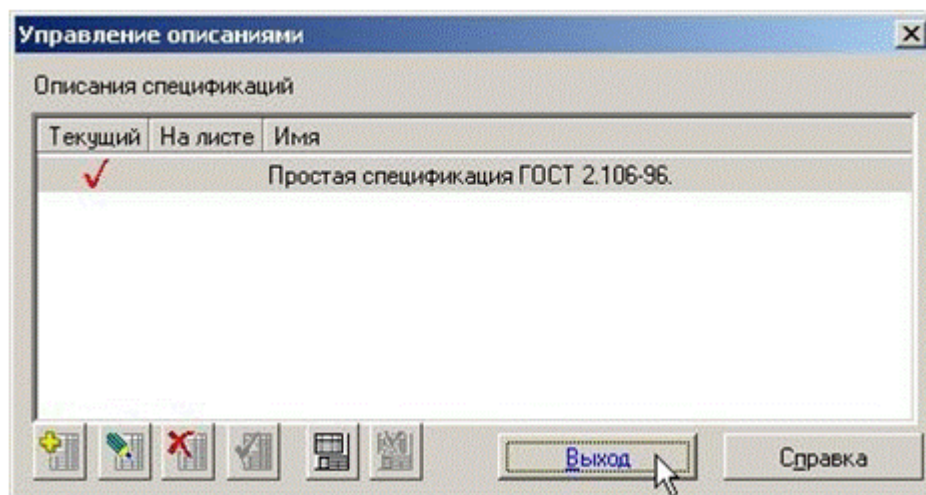 Управление описаниями
Описания спецификаций
Текущий На листе Имя
Простая спецификация ГОСТ 2.106-96.
Выход Справка